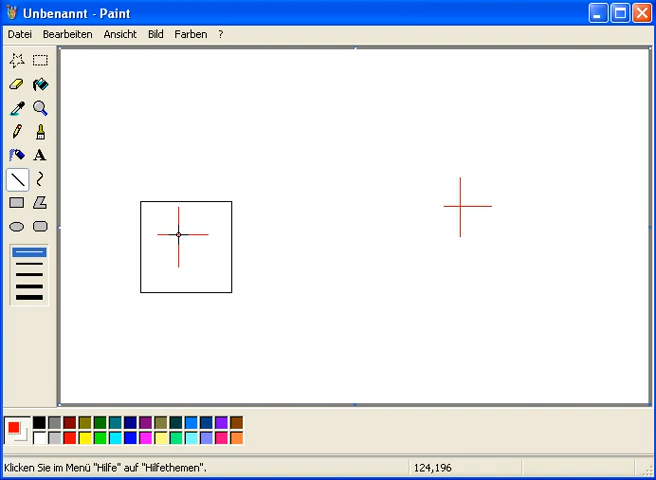 Unbenannt - Paint
Datei Bearbeiten Ansicht Bild Farben ?
A
Klicken Sie im Menü "Hilfe" auf "Hilfethemen". 124,196